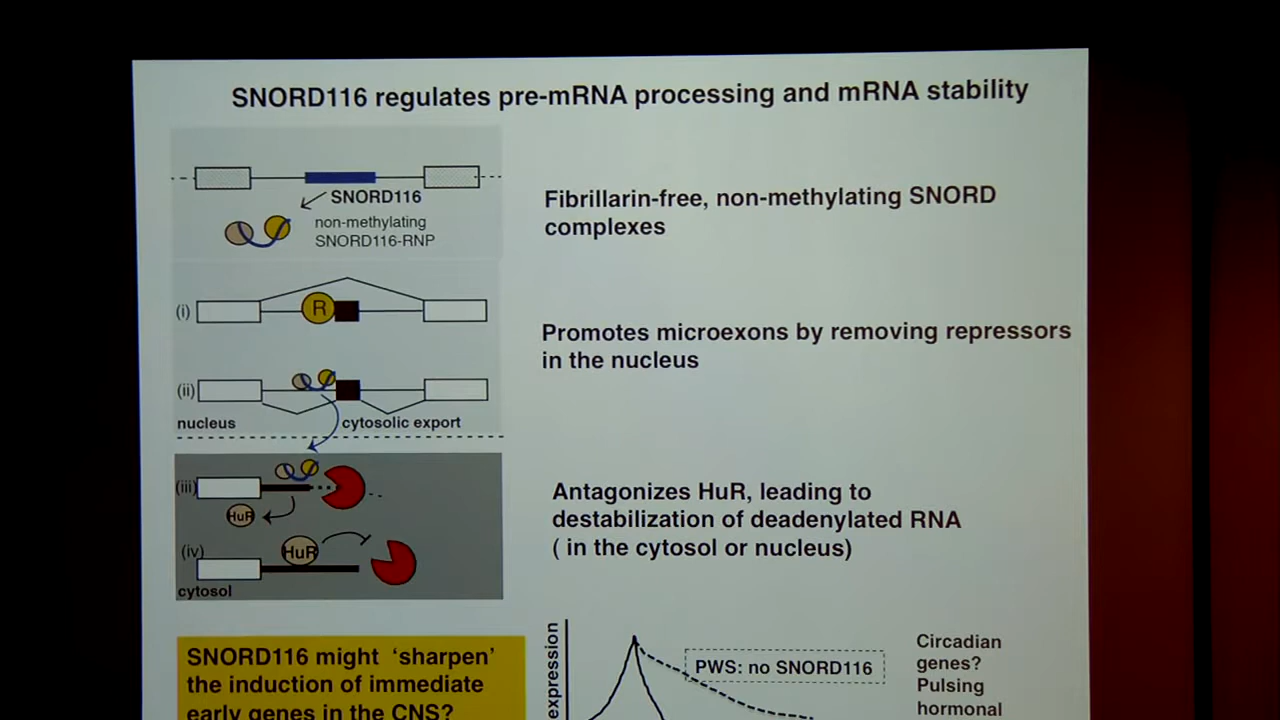 SNORD116 regulates pre-mRNA processing and mRNA stability
SNORD116
non-methylating
SNORD116-RNP
Fibrillarin-free, non-methylating SNORD
complexes
(i)
R
Promotes microexons by removing repressors
in the nucleus
(ii)
nucleus
cytosolic export
(iii)
HuR
Antagonizes HuR, leading to
destabilization of deadenylated RNA
( in the cytosol or nucleus)
(iv)
HuR
cytosol
SNORD116 might ‘sharpen’
the induction of immediate
early genes in the CNS?
expression
PWS: no SNORD116
Circadian
genes?
Pulsing
hormonal